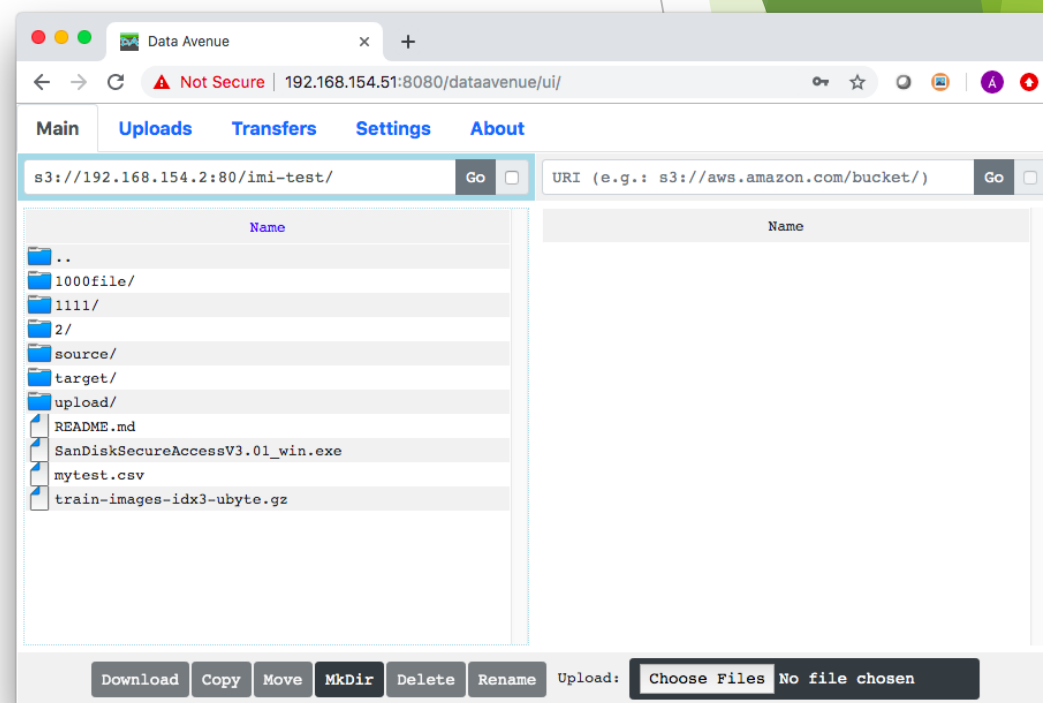 Data Avenue
Not Secure | 192.168.154.51:8080/dataavenue/ui/
Á
Main Uploads Transfers Settings About
s3://192.168.154.2:80/imi-test/ Go URI (e.g.: s3://aws.amazon.com/bucket/) Go
Name Name
..
1000file/
1111/
2/
source/
target/
upload/
README.md
SanDiskSecureAccessV3.01_win.exe
mytest.csv
train-images-idx3-ubyte.gz
Download Copy Move MkDir Delete Rename Upload: Choose Files No file chosen